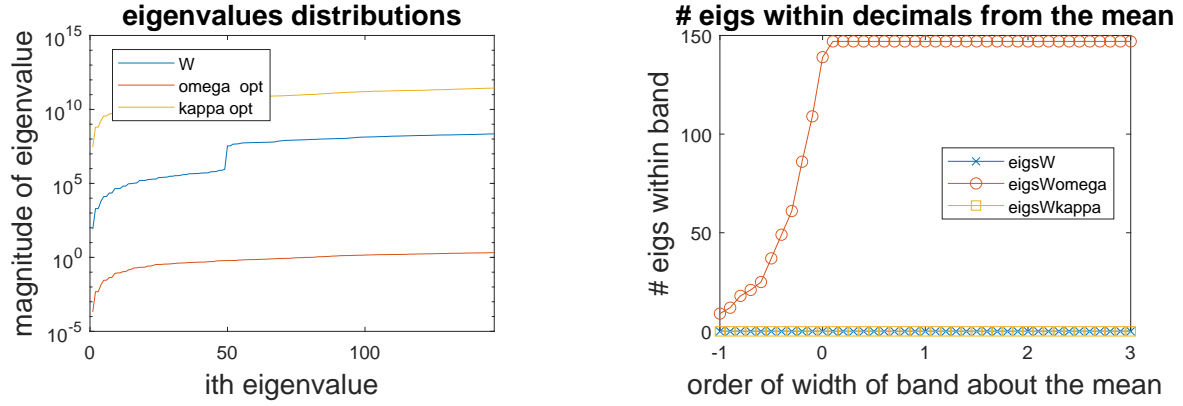 eigenvalues distributions
magnitude of eigenvalue
10^15
10^10
10^5
10^0
10^-5
W
omega opt
kappa opt
0
50
100
ith eigenvalue
# eigs within decimals from the mean
# eigs within band
150
100
50
0
eigsW
eigsWomega
eigsWkappa
-1
0
1
2
3
order of width of band about the mean